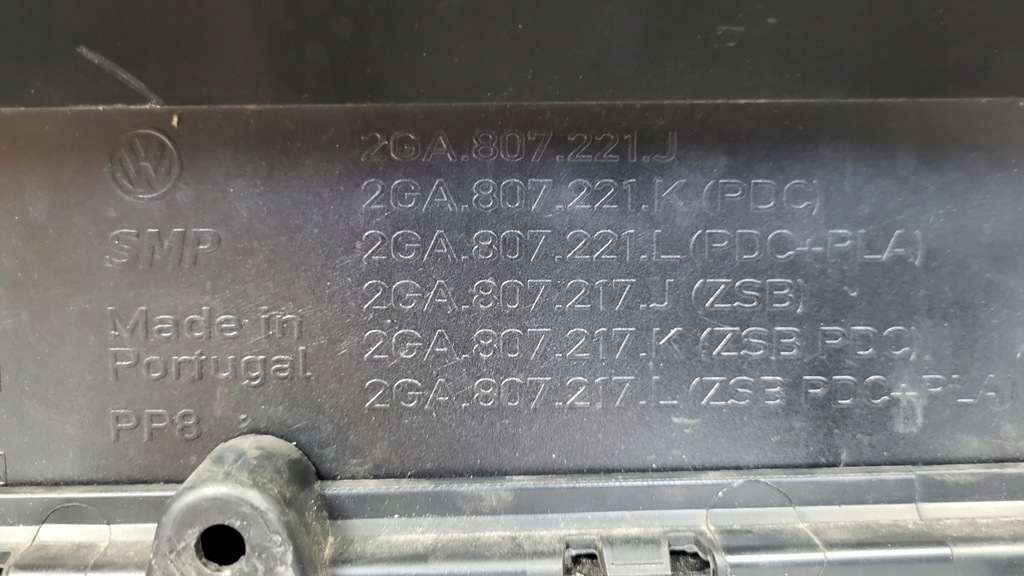 VW
SMP
Made in
Portugal
PP8
2GA.807.221.J
2GA.807.221.K (PDC)
2GA.807.221.L (PDC+PLA)
2GA.807.217.J (ZSB)
2GA.807.217.K (ZSB PDC)
2GA.807.217.L (ZSB PDC+PLA)